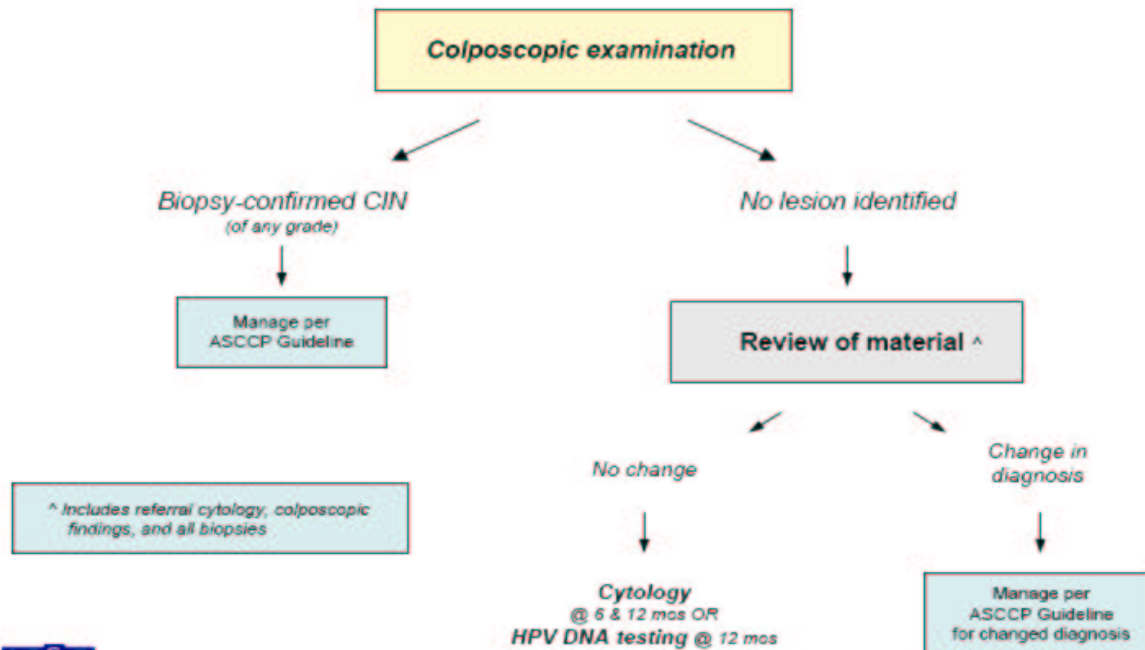 Colposcopic examination
Biopsy-confirmed CIN
(of any grade)
No lesion identified
Manage per
ASCCP Guideline
Review of material ^
No change
Change in
diagnosis
^ Includes referral cytology, colposcopic
findings, and all biopsies
Cytology
@ 6 & 12 mos OR
HPV DNA testing @ 12 mos
Manage per
ASCCP Guideline
for changed diagnosis